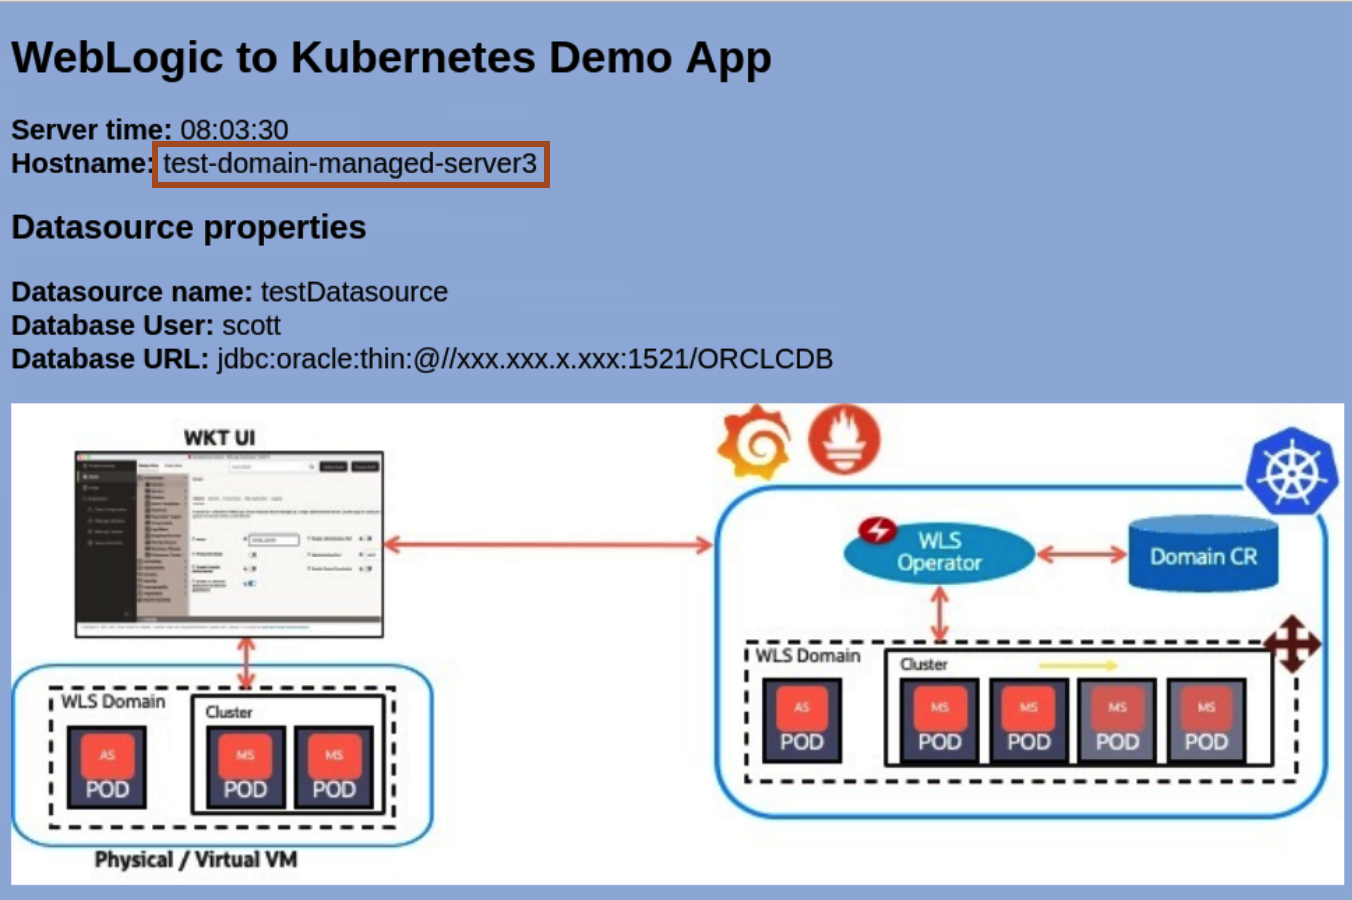 WebLogic to Kubernetes Demo App
Server time: 08:03:30
Hostname: test-domain-managed-server3
Datasource properties
Datasource name: testDatasource
Database User: scott
Database URL: jdbc:oracle:thin:@//xxx.xxx.x.xxx:1521/ORCLCDB
WKT UI
WLS Domain
AS
POD
Cluster
MS
POD
MS
POD
Physical / Virtual VM
WLS
Operator
Domain CR
WLS Domain
AS
POD
Cluster
MS
POD
MS
POD
MS
POD
MS
POD